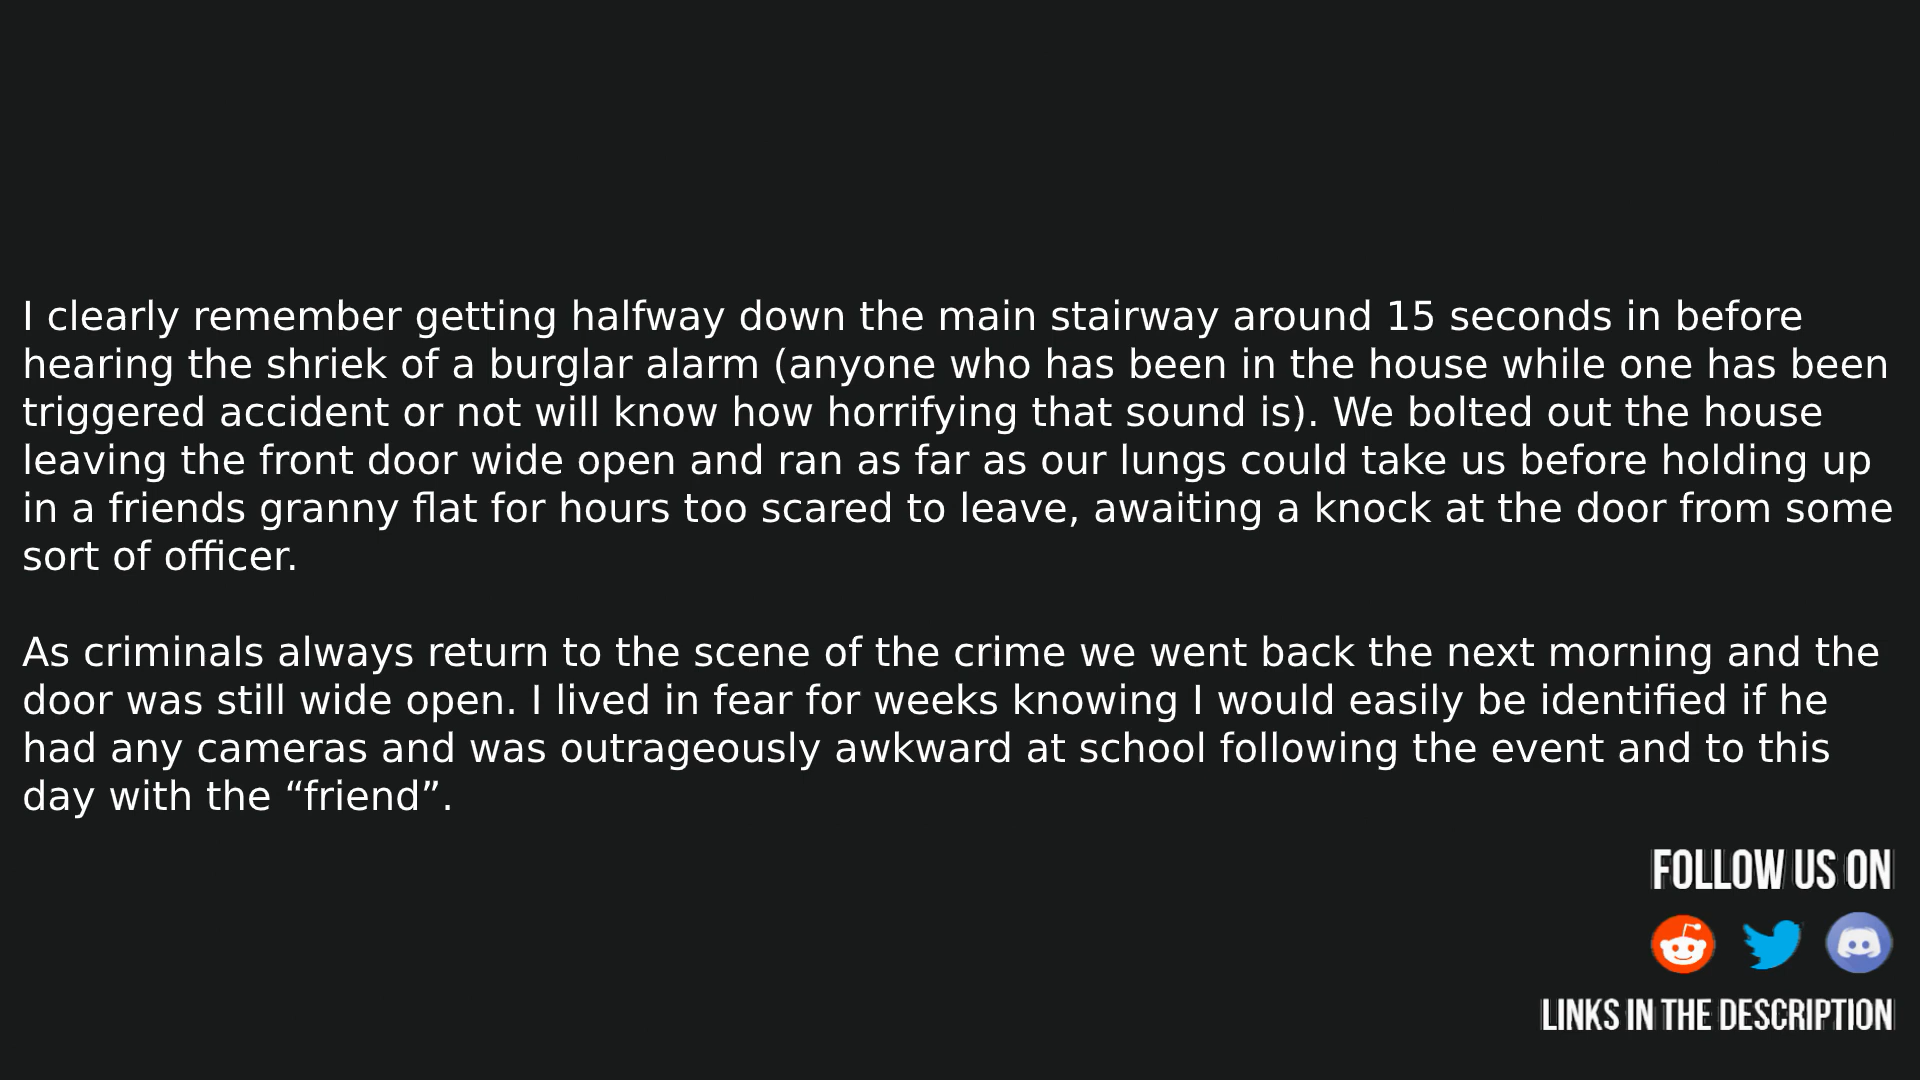 I clearly remember getting halfway down the main stairway around 15 seconds in before
hearing the shriek of a burglar alarm (anyone who has been in the house while one has been
triggered accident or not will know how horrifying that sound is). We bolted out the house
leaving the front door wide open and ran as far as our lungs could take us before holding up
in a friends granny flat for hours too scared to leave, awaiting a knock at the door from some
sort of officer.
As criminals always return to the scene of the crime we went back the next morning and the
door was still wide open. I lived in fear for weeks knowing I would easily be identified if he
had any cameras and was outrageously awkward at school following the event and to this
day with the “friend”.
FOLLOW US ON
LINKS IN THE DESCRIPTION